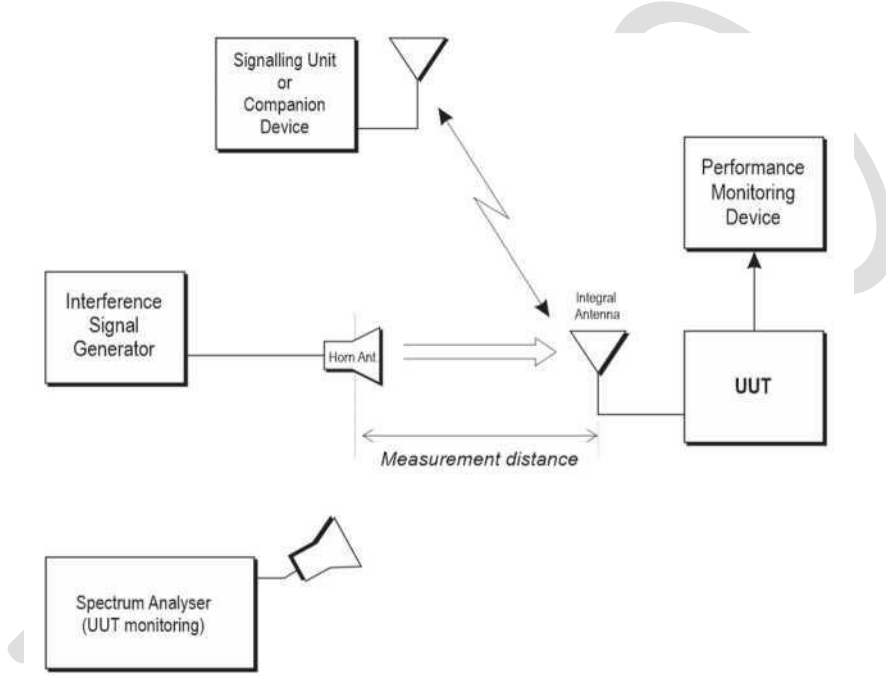 Signalling Unit
or
Companion
Device
Performance
Monitoring
Device
Interference
Signal
Generator
Horn Ant.
Integral
Antenna
UUT
Measurement distance
Spectrum Analyser
(UUT monitoring)